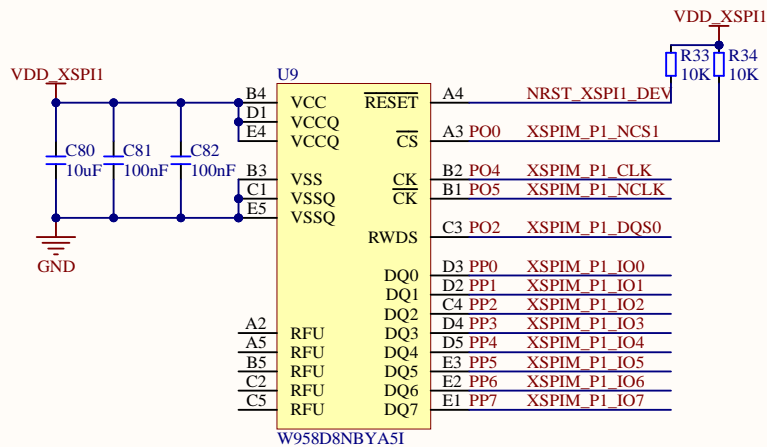 VDD_XSPI1
R33 R34
10K 10K
U9
VDD_XSPI1
B4 VCC RESET A4 NRST_XSPI1_DEV
D1 VCCQ
E4 VCCQ CS A3 PO0 XSPIM_P1_NCS1
C80 C81 C82
10uF 100nF 100nF
B3 VSS CK B2 PO4 XSPIM_P1_CLK
C1 VSSQ CK B1 PO5 XSPIM_P1_NCLK
E5 VSSQ
RWDS C3 PO2 XSPIM_P1_DQS0
GND
DQ0 D3 PP0 XSPIM_P1_IO0
DQ1 D2 PP1 XSPIM_P1_IO1
DQ2 C4 PP2 XSPIM_P1_IO2
A2 RFU DQ3 D4 PP3 XSPIM_P1_IO3
A5 RFU DQ4 D5 PP4 XSPIM_P1_IO4
B5 RFU DQ5 E3 PP5 XSPIM_P1_IO5
C2 RFU DQ6 E2 PP6 XSPIM_P1_IO6
C5 RFU DQ7 E1 PP7 XSPIM_P1_IO7
W958D8NBYA5I